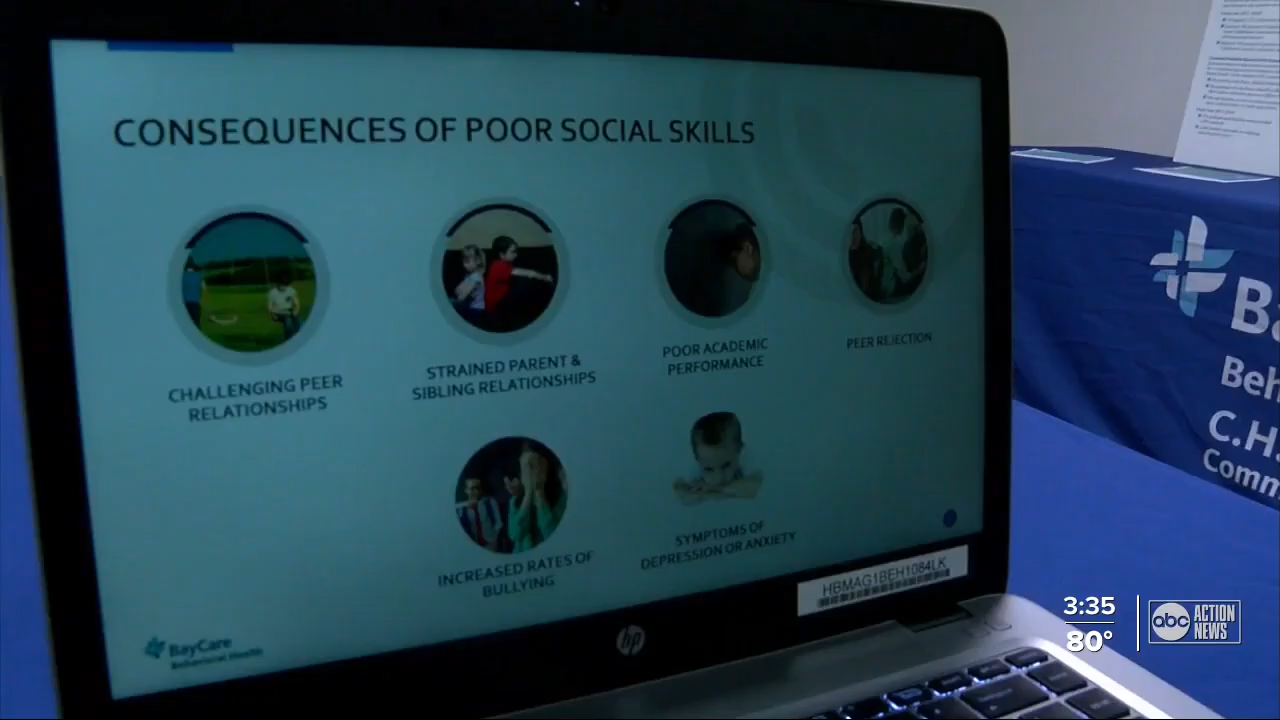 CONSEQUENCES OF POOR SOCIAL SKILLS
CHALLENGING PEER
RELATIONSHIPS
STRAINED PARENT &
SIBLING RELATIONSHIPS
POOR ACADEMIC
PERFORMANCE
PEER REJECTION
INCREASED RATES OF
BULLYING
SYMPTOMS OF
DEPRESSION OR ANXIETY
BayCare
Behavioral Health
HBMAG1BEH1084LK
hp
Ba
Beh
C.H.
Comm
3:35
80°
abc ACTION
NEWS